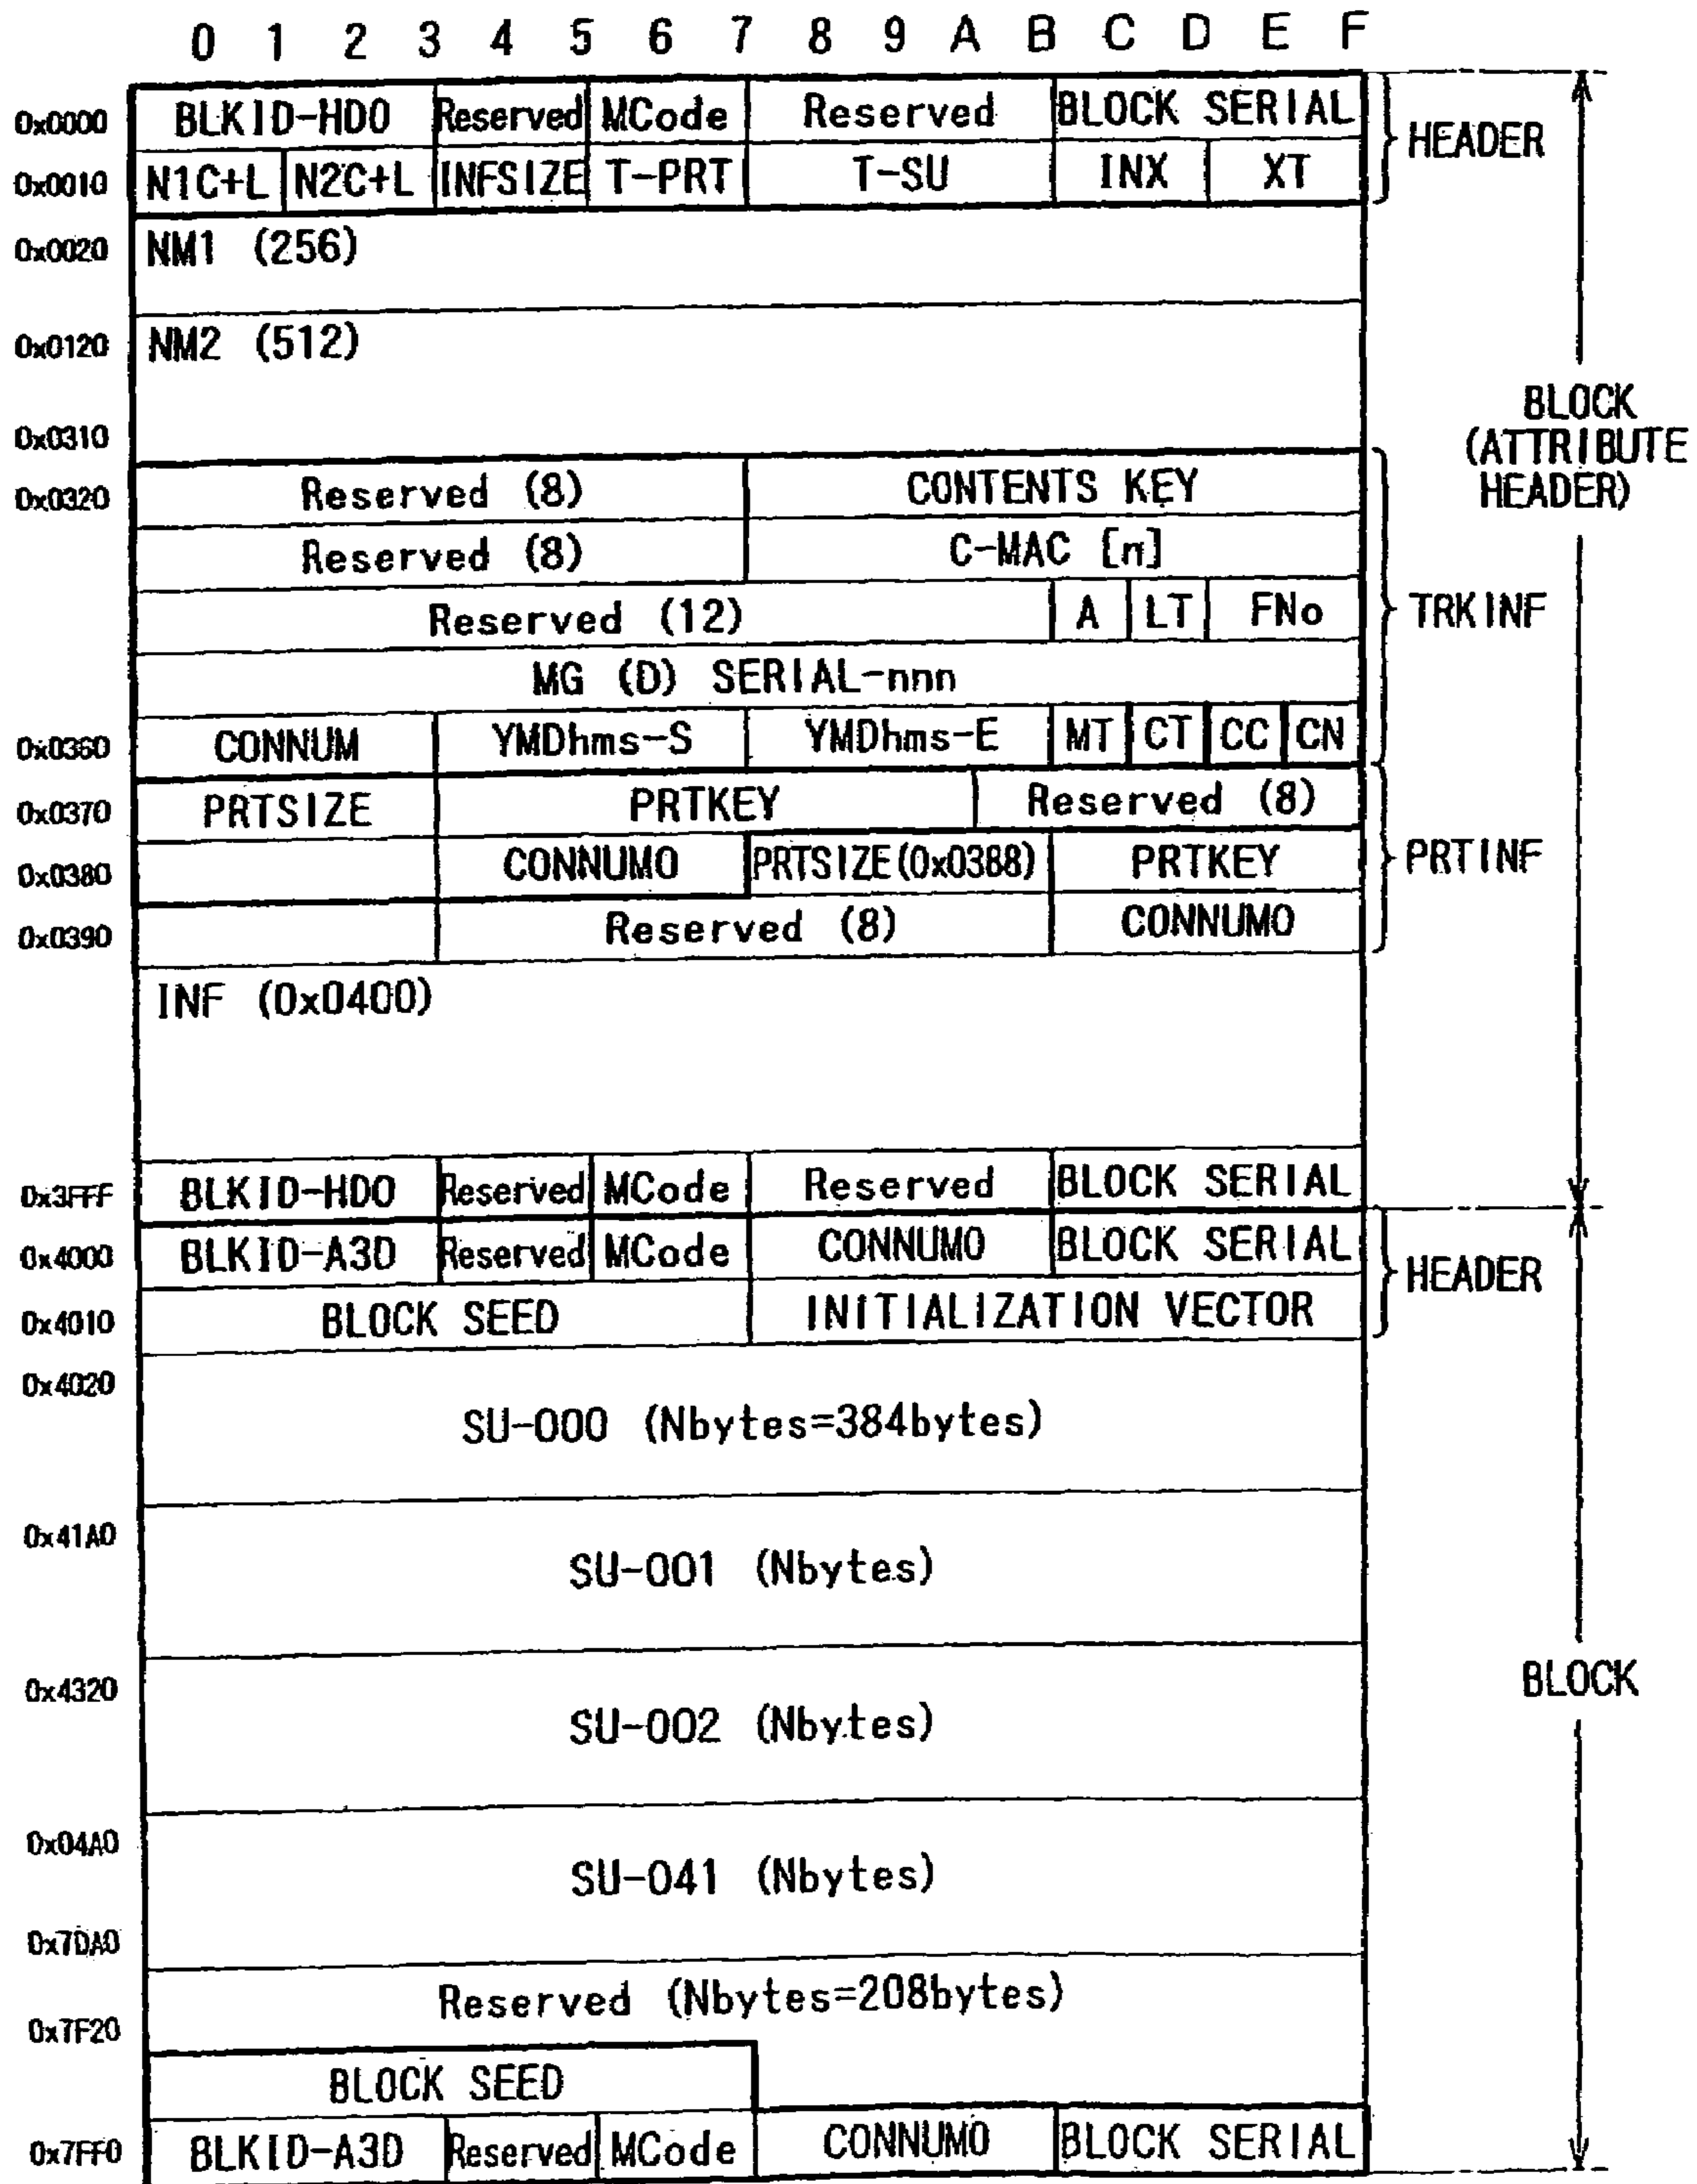 0 1 2 3 4 5 6 7 8 9 A B C D E F
0x0000 BLKID-HD0 Reserved MCode Reserved BLOCK SERIAL HEADER
0x0010 N1C+L N2C+L INFSIZE T-PRT T-SU INX XT
0x0020 NM1 (256)
0x0120 NM2 (512)
0x0310
BLOCK
(ATTRIBUTE
HEADER)
0x0320 Reserved (8) CONTENTS KEY
Reserved (8) C-MAC [n]
Reserved (12) A LT FNo TRKINF
MG (D) SERIAL-nnn
0x0360 CONNUM YMDhms-S YMDhms-E MT CT CC CN
0x0370 PRTSIZE PRTKEY Reserved (8)
0x0380 CONNUM0 PRTSIZE(0x0388) PRTKEY PRTINF
0x0390 Reserved (8) CONNUM0
INF (0x0400)
0x3FFF BLKID-HD0 Reserved MCode Reserved BLOCK SERIAL
0x4000 BLKID-A3D Reserved MCode CONNUM0 BLOCK SERIAL HEADER
0x4010 BLOCK SEED INITIALIZATION VECTOR
0x4020
SU-000 (Nbytes=384bytes)
0x41A0
SU-001 (Nbytes)
0x4320
SU-002 (Nbytes)
BLOCK
0x04A0
SU-041 (Nbytes)
0x7DA0
Reserved (Nbytes=208bytes)
0x7F20
BLOCK SEED
0x7FF0 BLKID-A3D Reserved MCode CONNUM0 BLOCK SERIAL